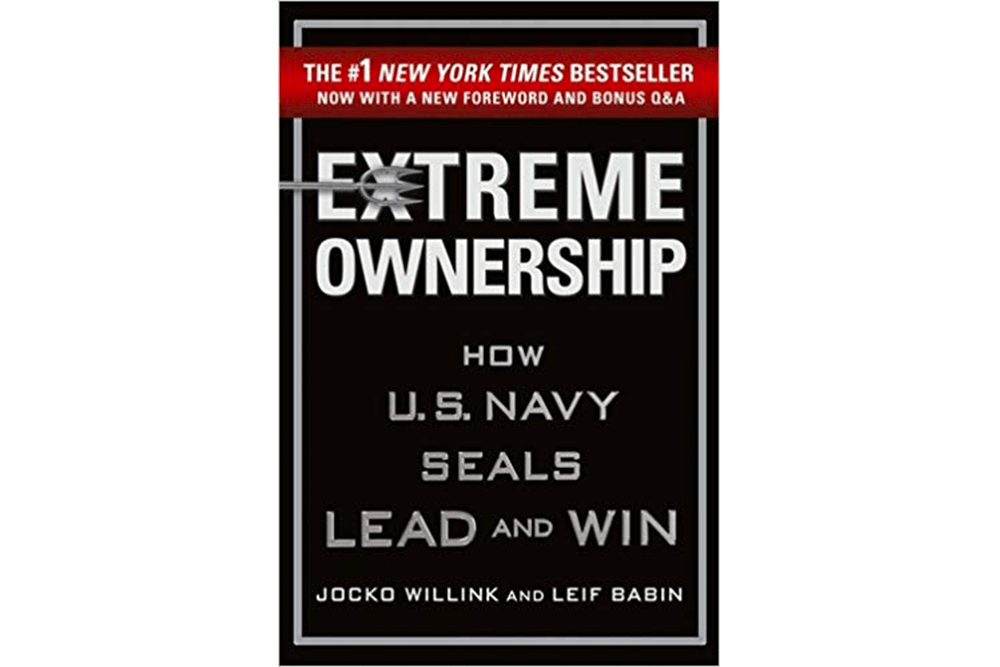 THE #1 NEW YORK TIMES BESTSELLER
NOW WITH A NEW FOREWORD AND BONUS Q&A
EXTREME
OWNERSHIP
HOW
U.S. NAVY
SEALS
LEAD AND WIN
JOCKO WILLINK AND LEIF BABIN